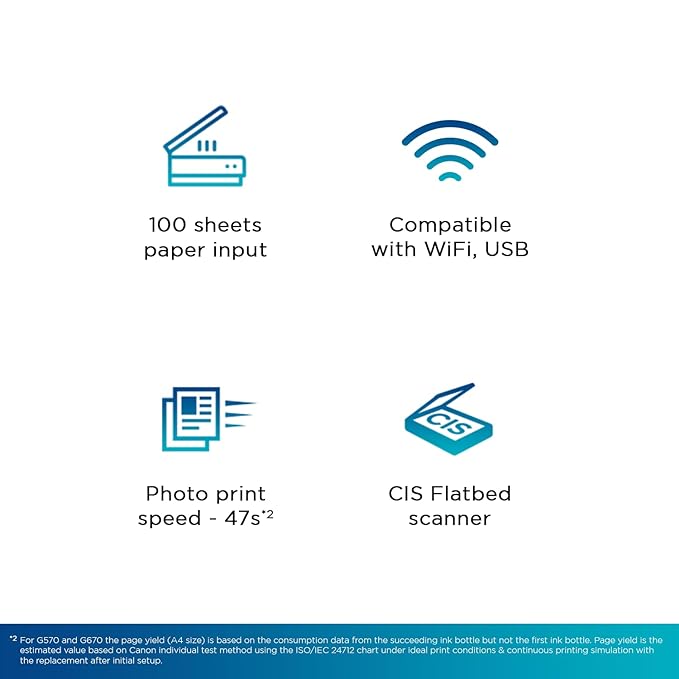 100 sheets
paper input
Compatible
with WiFi, USB
Photo print
speed - 47s*2
CIS
CIS Flatbed
scanner
*2 For G570 and G670 the page yield (A4 size) is based on the consumption data from the succeeding ink bottle but not the first ink bottle. Page yield is the
estimated value based on Canon individual test method using the ISO/IEC 24712 chart under ideal print conditions & continuous printing simulation with
the replacement after initial setup.